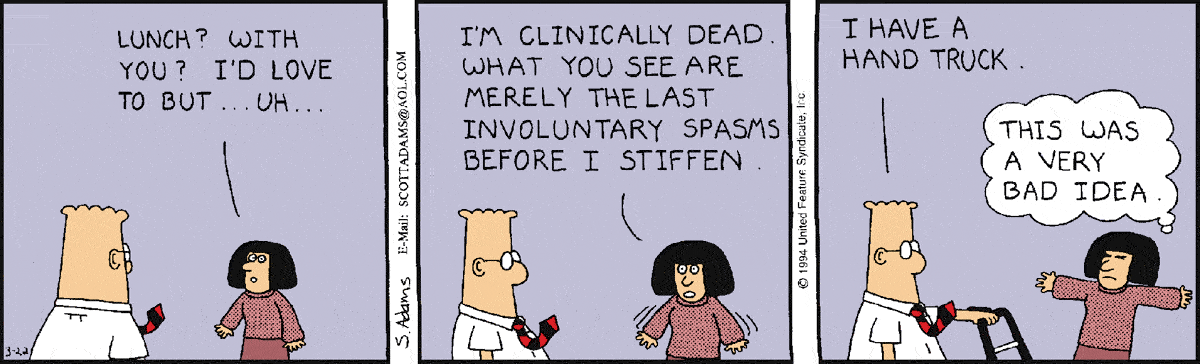 LUNCH? WITH
YOU? I'D LOVE
TO BUT...UH...
3-22
S. Adams E-Mail: SCOTTADAMS@AOL.COM
I'M CLINICALLY DEAD.
WHAT YOU SEE ARE
MERELY THE LAST
INVOLUNTARY SPASMS
BEFORE I STIFFEN.
© 1994 United Feature Syndicate, Inc.
I HAVE A
HAND TRUCK.
THIS WAS
A VERY
BAD IDEA.